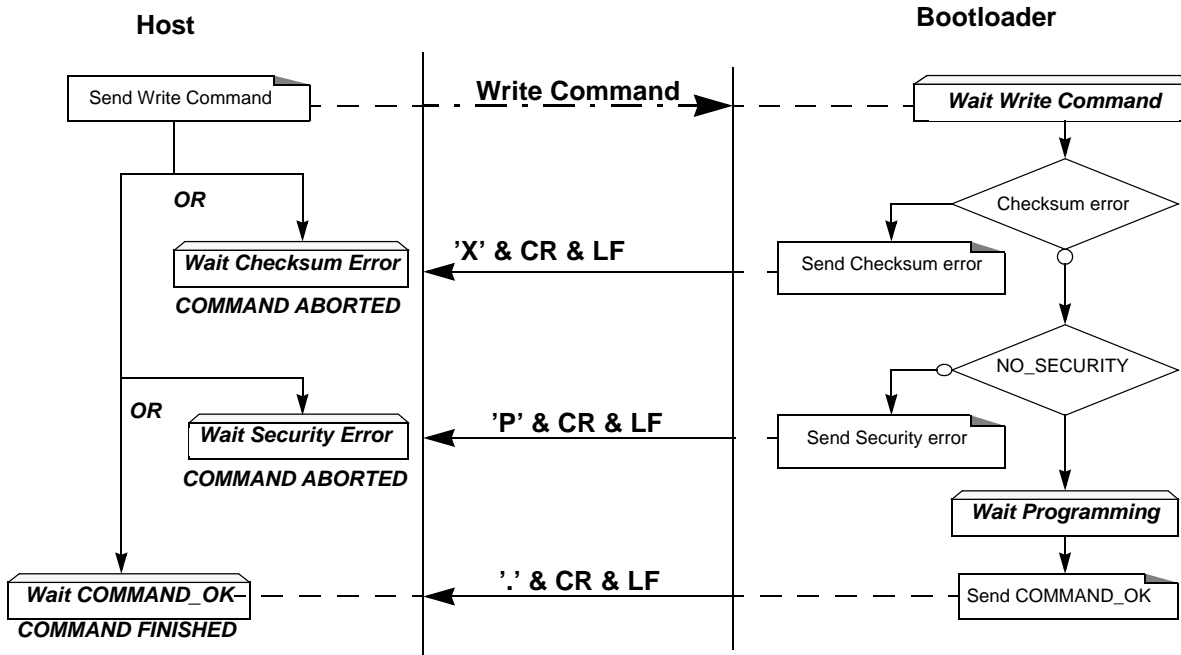 Host
Bootloader
Send Write Command
Write Command
Wait Write Command
OR
Checksum error
Wait Checksum Error
'X' & CR & LF
Send Checksum error
COMMAND ABORTED
NO_SECURITY
OR
Wait Security Error
'P' & CR & LF
Send Security error
COMMAND ABORTED
Wait Programming
Wait COMMAND_OK
'.' & CR & LF
Send COMMAND_OK
COMMAND FINISHED